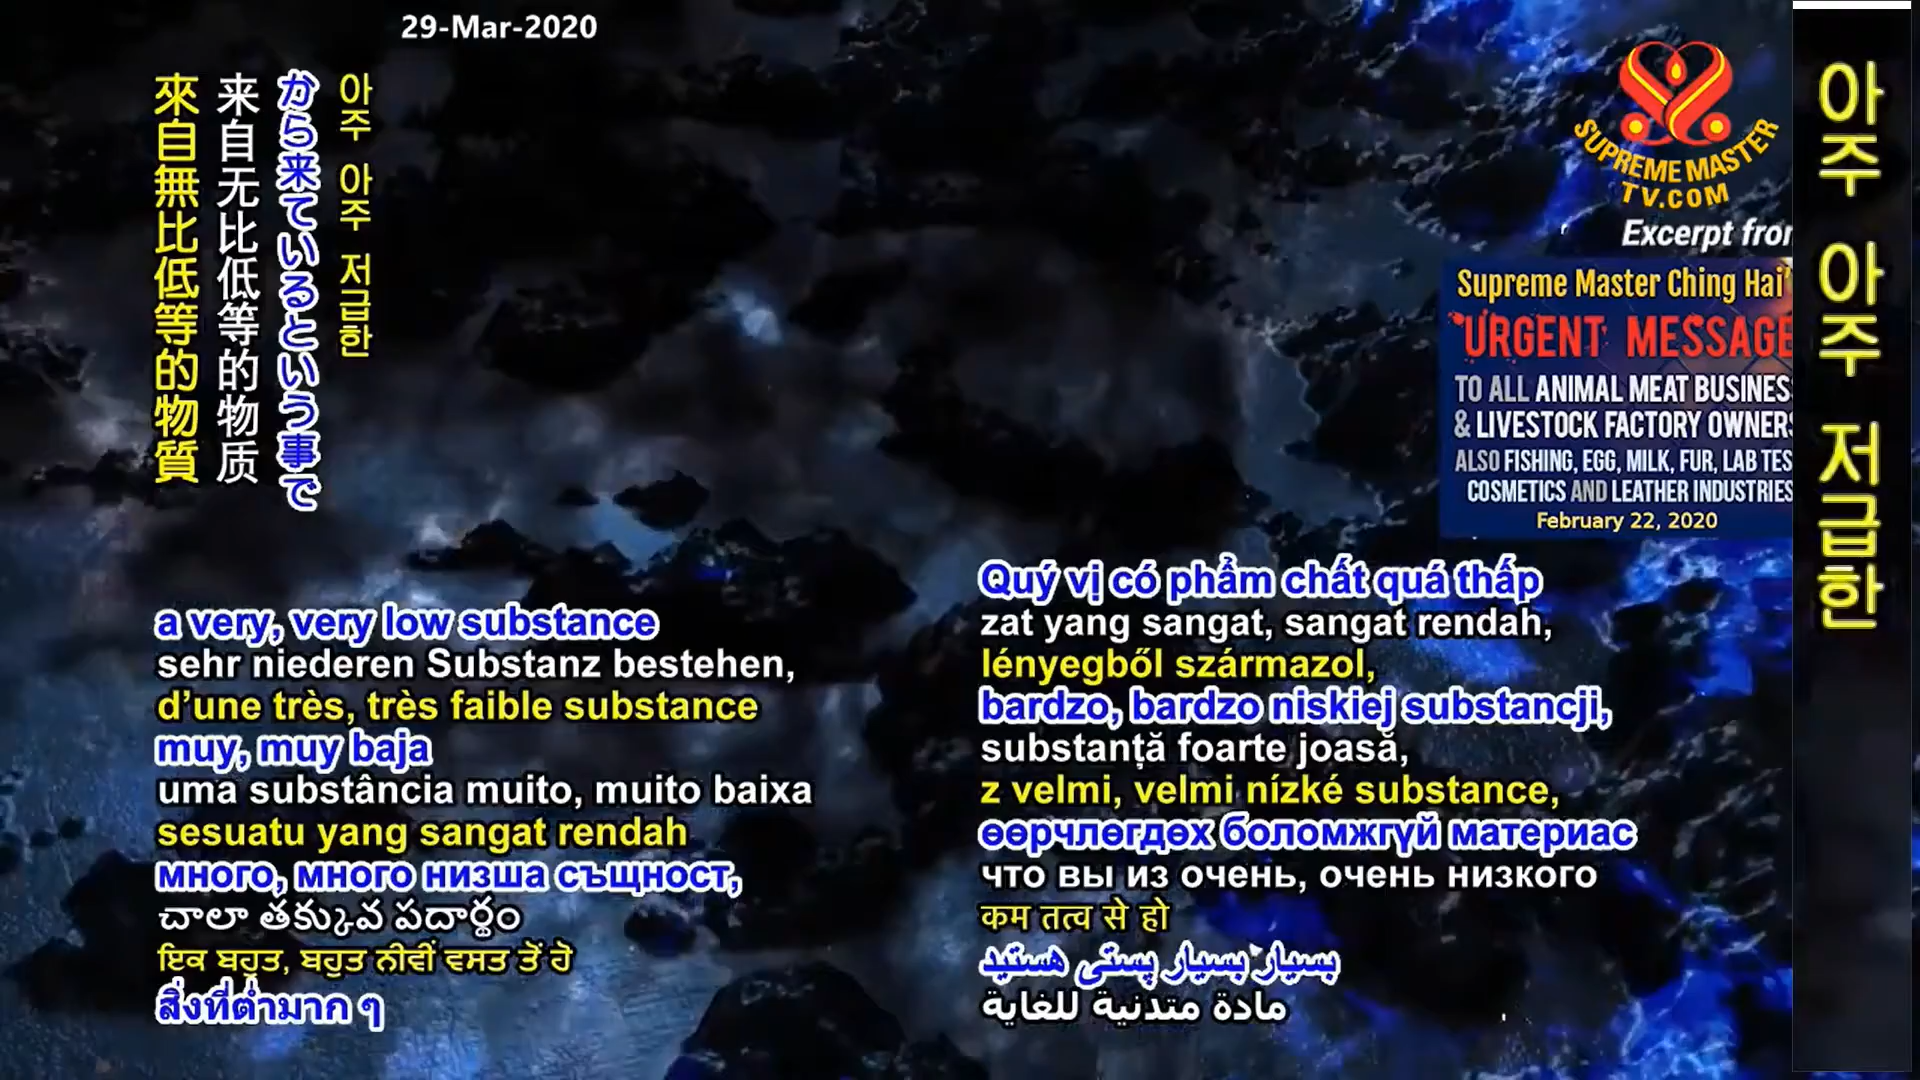 29-Mar-2020
來自無比低等的物質
来自无比低等的物质
から来ているという事で
아주 아주 저급한
SUPREME MASTER
TV.COM
Excerpt from
Supreme Master Ching Hai'
URGENT MESSAGE
TO ALL ANIMAL MEAT BUSINES
& LIVESTOCK FACTORY OWNERS
ALSO FISHING, EGG, MILK, FUR, LAB TES
COSMETICS AND LEATHER INDUSTRIES
February 22, 2020
아주 아주 저급한
a very, very low substance
sehr niederen Substanz bestehen,
d’une très, très faible substance
muy, muy baja
uma substância muito, muito baixa
sesuatu yang sangat rendah
много, много низша същност,
చాలా తక్కువ పదార్థం
ਇਕ ਬਹੁਤ, ਬਹੁਤ ਨੀਵੀਂ ਵਸਤ ਤੋਂ ਹੋ
สิ่งที่ต่ำมาก ๆ
Quý vị có phẩm chất quá thấp
zat yang sangat, sangat rendah,
lényegből származol,
bardzo, bardzo niskiej substancji,
substanță foarte joasă,
z velmi, velmi nízké substance,
өөрчлөгдөх боломжгүй материас
что вы из очень, очень низкого
कम तत्व से हो
بسیار بسیار پستی هستید
مادة متدنية للغاية